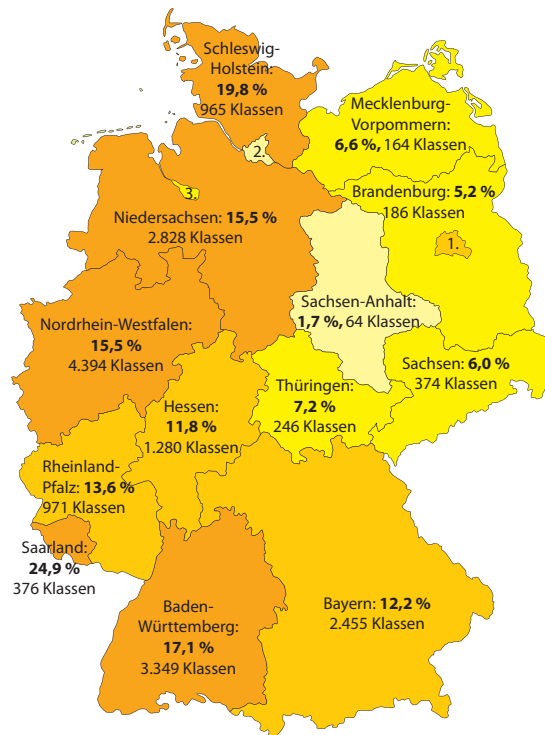 Schleswig-
Holstein:
19,8 %
965 Klassen
Mecklenburg-
Vorpommern:
6,6 %, 164 Klassen
2.
Brandenburg: 5,2 %
186 Klassen
3.
Niedersachsen: 15,5 %
2.828 Klassen
1.
Sachsen-Anhalt:
1,7 %, 64 Klassen
Nordrhein-Westfalen:
15,5 %
4.394 Klassen
Sachsen: 6,0 %
374 Klassen
Thüringen:
7,2 %
246 Klassen
Hessen:
11,8 %
1.280 Klassen
Rheinland-
Pfalz: 13,6 %
971 Klassen
Saarland:
24,9 %
376 Klassen
Baden-
Württemberg:
17,1 %
3.349 Klassen
Bayern: 12,2 %
2.455 Klassen